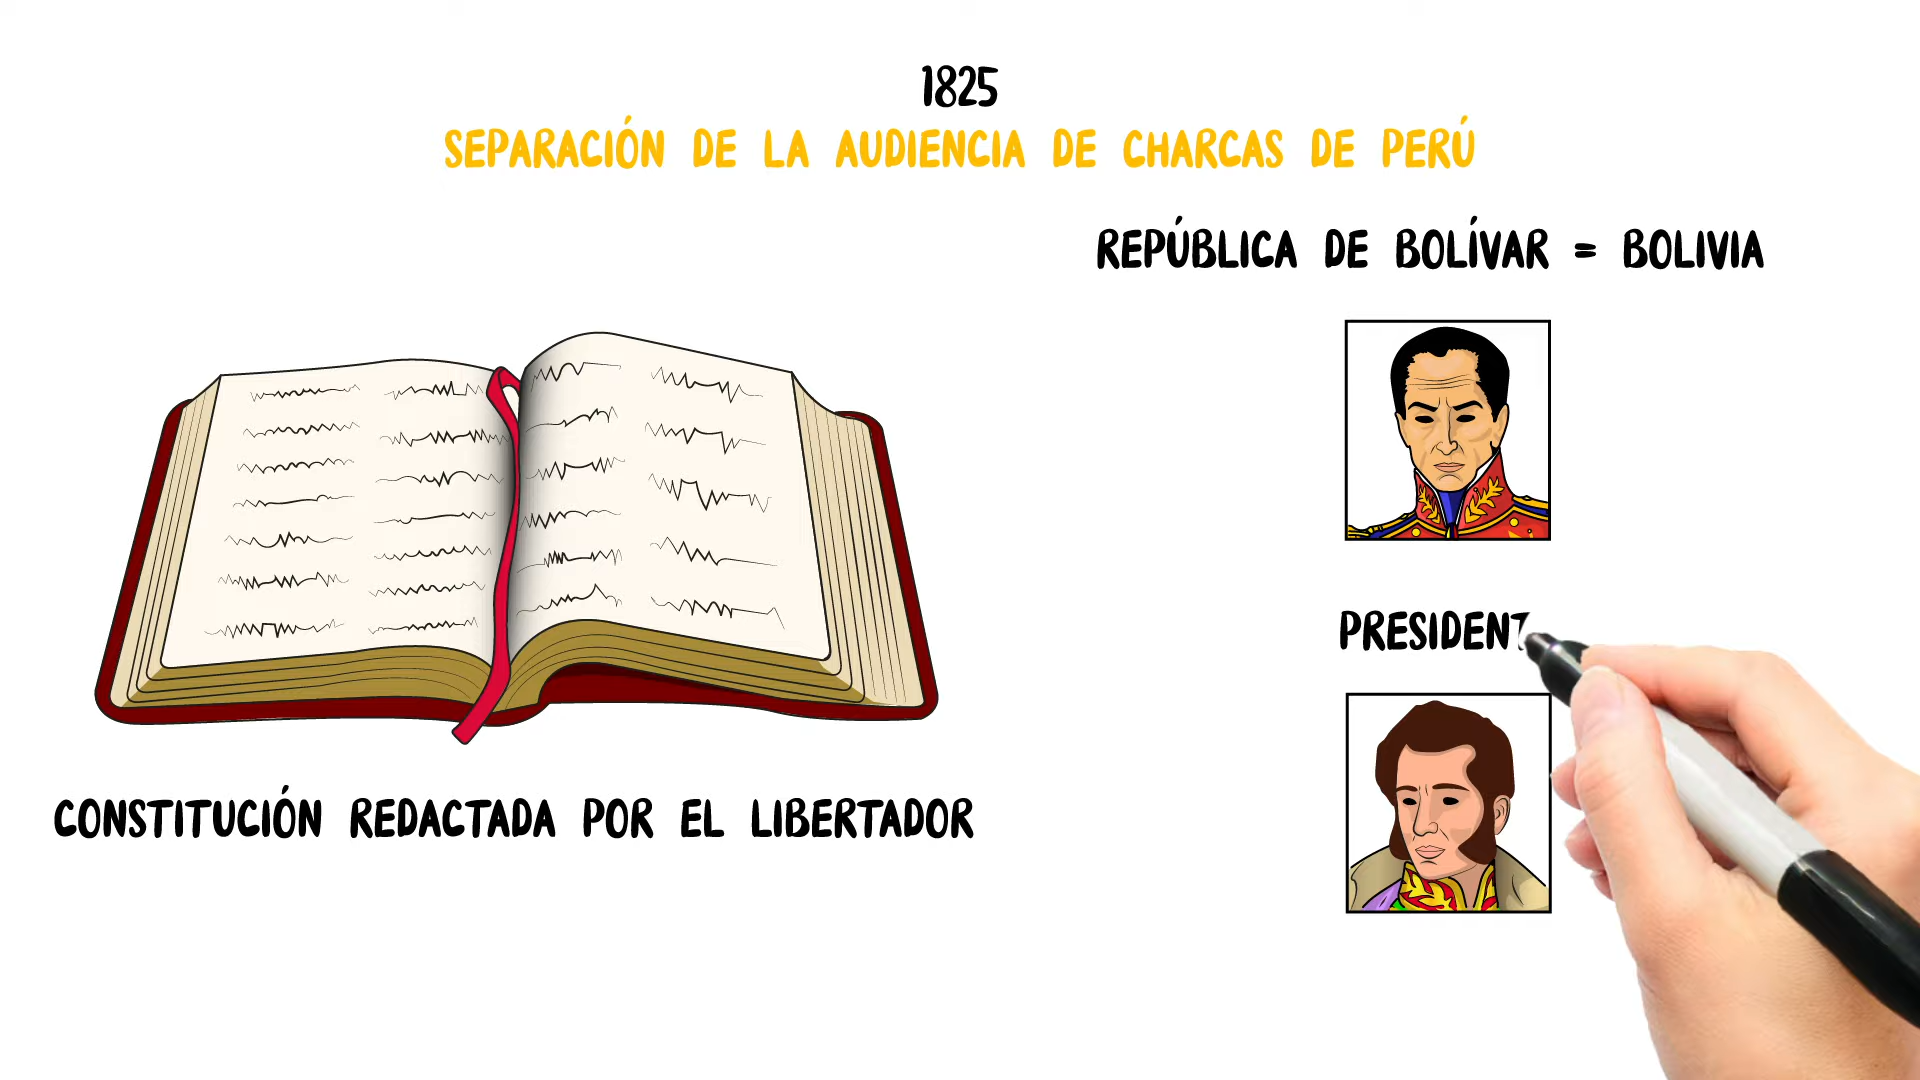 1825
SEPARACIÓN DE LA AUDIENCIA DE CHARCAS DE PERÚ
REPÚBLICA DE BOLÍVAR = BOLIVIA
PRESIDENT
CONSTITUCIÓN REDACTADA POR EL LIBERTADOR